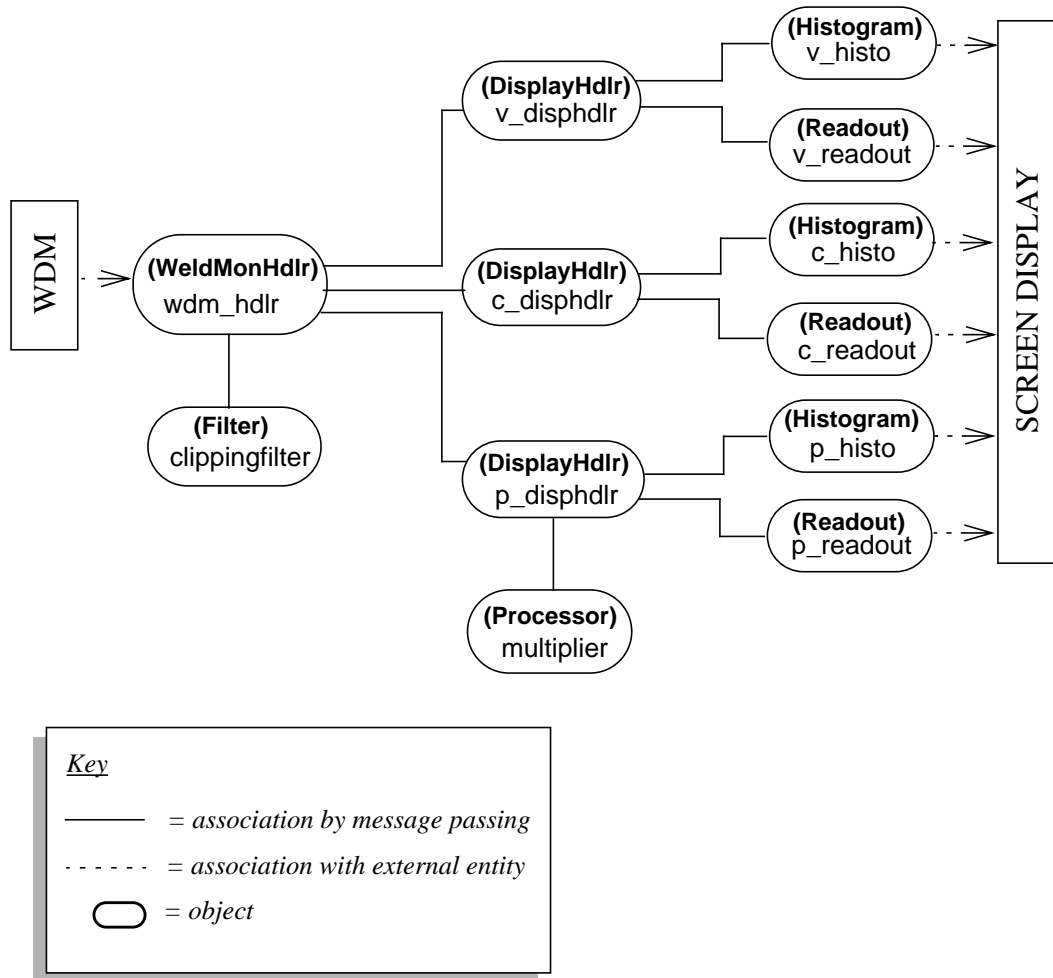 (Histogram)
v_histo
(DisplayHdlr)
v_disphdlr
(Readout)
v_readout
WDM
(WeldMonHdlr)
wdm_hdlr
(DisplayHdlr)
c_disphdlr
(Histogram)
c_histo
(Readout)
c_readout
SCREEN DISPLAY
(Filter)
clippingfilter
(DisplayHdlr)
p_disphdlr
(Histogram)
p_histo
(Readout)
p_readout
(Processor)
multiplier
Key
= association by message passing
= association with external entity
= object